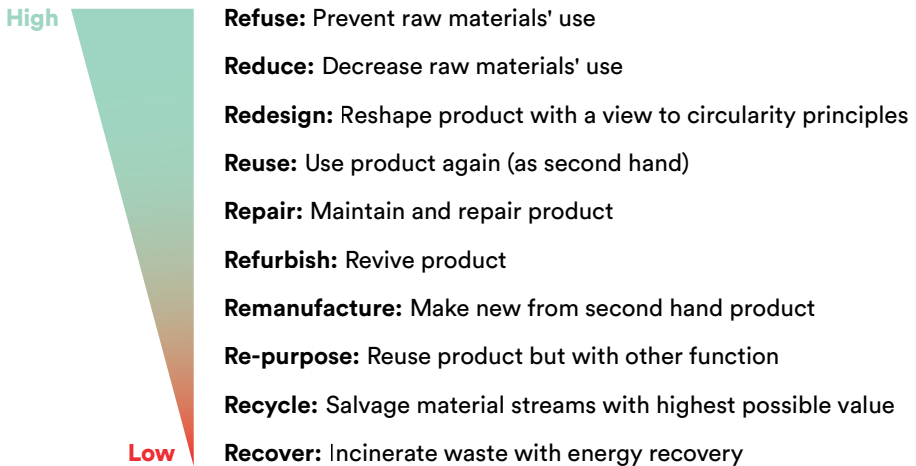 High
Refuse: Prevent raw materials' use
Reduce: Decrease raw materials' use
Redesign: Reshape product with a view to circularity principles
Reuse: Use product again (as second hand)
Repair: Maintain and repair product
Refurbish: Revive product
Remanufacture: Make new from second hand product
Re-purpose: Reuse product but with other function
Recycle: Salvage material streams with highest possible value
Low
Recover: Incinerate waste with energy recovery